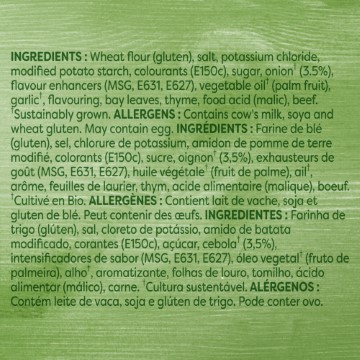 INGREDIENTS : Wheat flour (gluten), salt, potassium chloride,
modified potato starch, colourants (E150c), sugar, onion† (3,5%),
flavour enhancers (MSG, E631, E627), vegetable oil† (palm fruit),
garlic†, flavouring, bay leaves, thyme, food acid (malic), beef.
†Sustainably grown. ALLERGENS : Contains cow's milk, soya and
wheat gluten. May contain egg. INGRÉDIENTS : Farine de blé
(gluten), sel, chlorure de potassium, amidon de pomme de terre
modifié, colorants (E150c), sucre, oignon† (3,5%), exhausteurs de
goût (MSG, E631, E627), huile végétale† (fruit de palme), ail†,
arôme, feuilles de laurier, thym, acide alimentaire (malique), boeuf.
†Cultivé en Bio. ALLERGÈNES : Contient lait de vache, soja et
gluten de blé. Peut contenir des œufs. INGREDIENTES : Farinha de
trigo (glúten), sal, cloreto de potássio, amido de batata
modificado, corantes (E150c), açúcar, cebola† (3,5%),
intensificadores de sabor (MSG, E631, E627), óleo vegetal† (fruto de
palmeira), alho†, aromatizante, folhas de louro, tomilho, ácido
alimentar (málico), carne. †Cultura sustentável. ALÉRGENOS :
Contém leite de vaca, soja e glúten de trigo. Pode conter ovo.